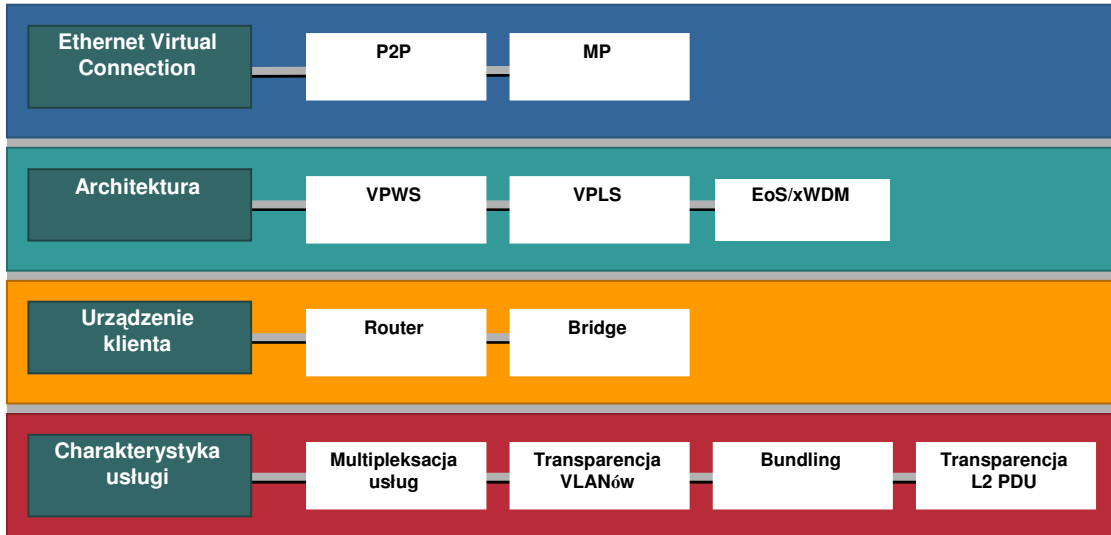 Ethernet Virtual
Connection
P2P
MP
Architektura
VPWS
VPLS
EoS/xWDM
Urządzenie
klienta
Router
Bridge
Charakterystyka
usługi
Multipleksacja
usług
Transparencja
VLANów
Bundling
Transparencja
L2 PDU